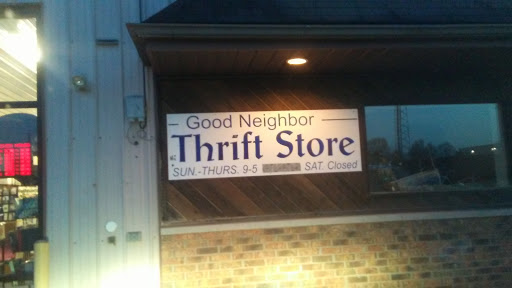 Good Neighbor
Thrift Store
SUN.-THURS. 9-5 SAT. Closed